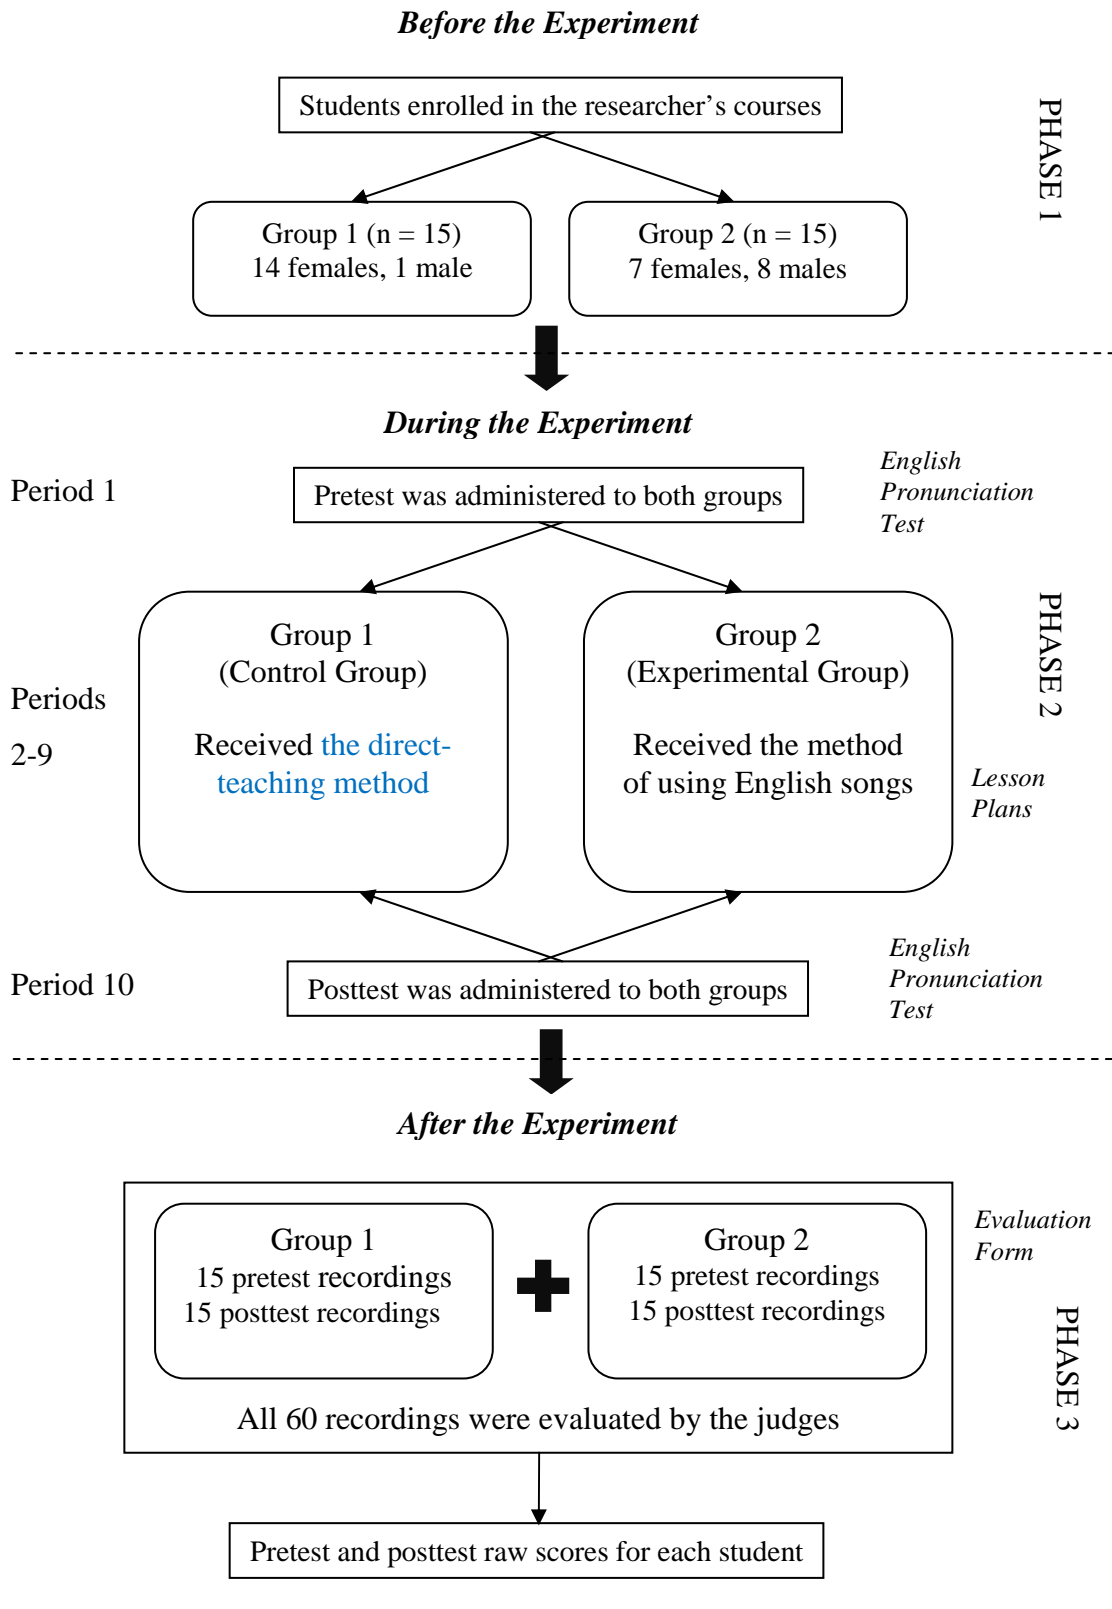 Before the Experiment
Students enrolled in the researcher’s courses
PHASE 1
Group 1 (n = 15)
14 females, 1 male
Group 2 (n = 15)
7 females, 8 males
During the Experiment
Period 1
Pretest was administered to both groups
English
Pronunciation
Test
PHASE 2
Periods
2-9
Group 1
(Control Group)
Received the direct-
teaching method
Group 2
(Experimental Group)
Received the method
of using English songs
Lesson
Plans
Period 10
Posttest was administered to both groups
English
Pronunciation
Test
After the Experiment
Group 1
15 pretest recordings
15 posttest recordings
Group 2
15 pretest recordings
15 posttest recordings
Evaluation
Form
PHASE 3
All 60 recordings were evaluated by the judges
Pretest and posttest raw scores for each student